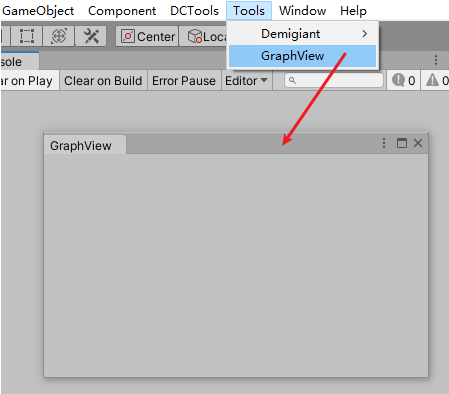 GameObject Component DCTools Tools Window Help
Center Loca Demigiant
sole GraphView
ar on Play Clear on Build Error Pause Editor 0 0
GraphView